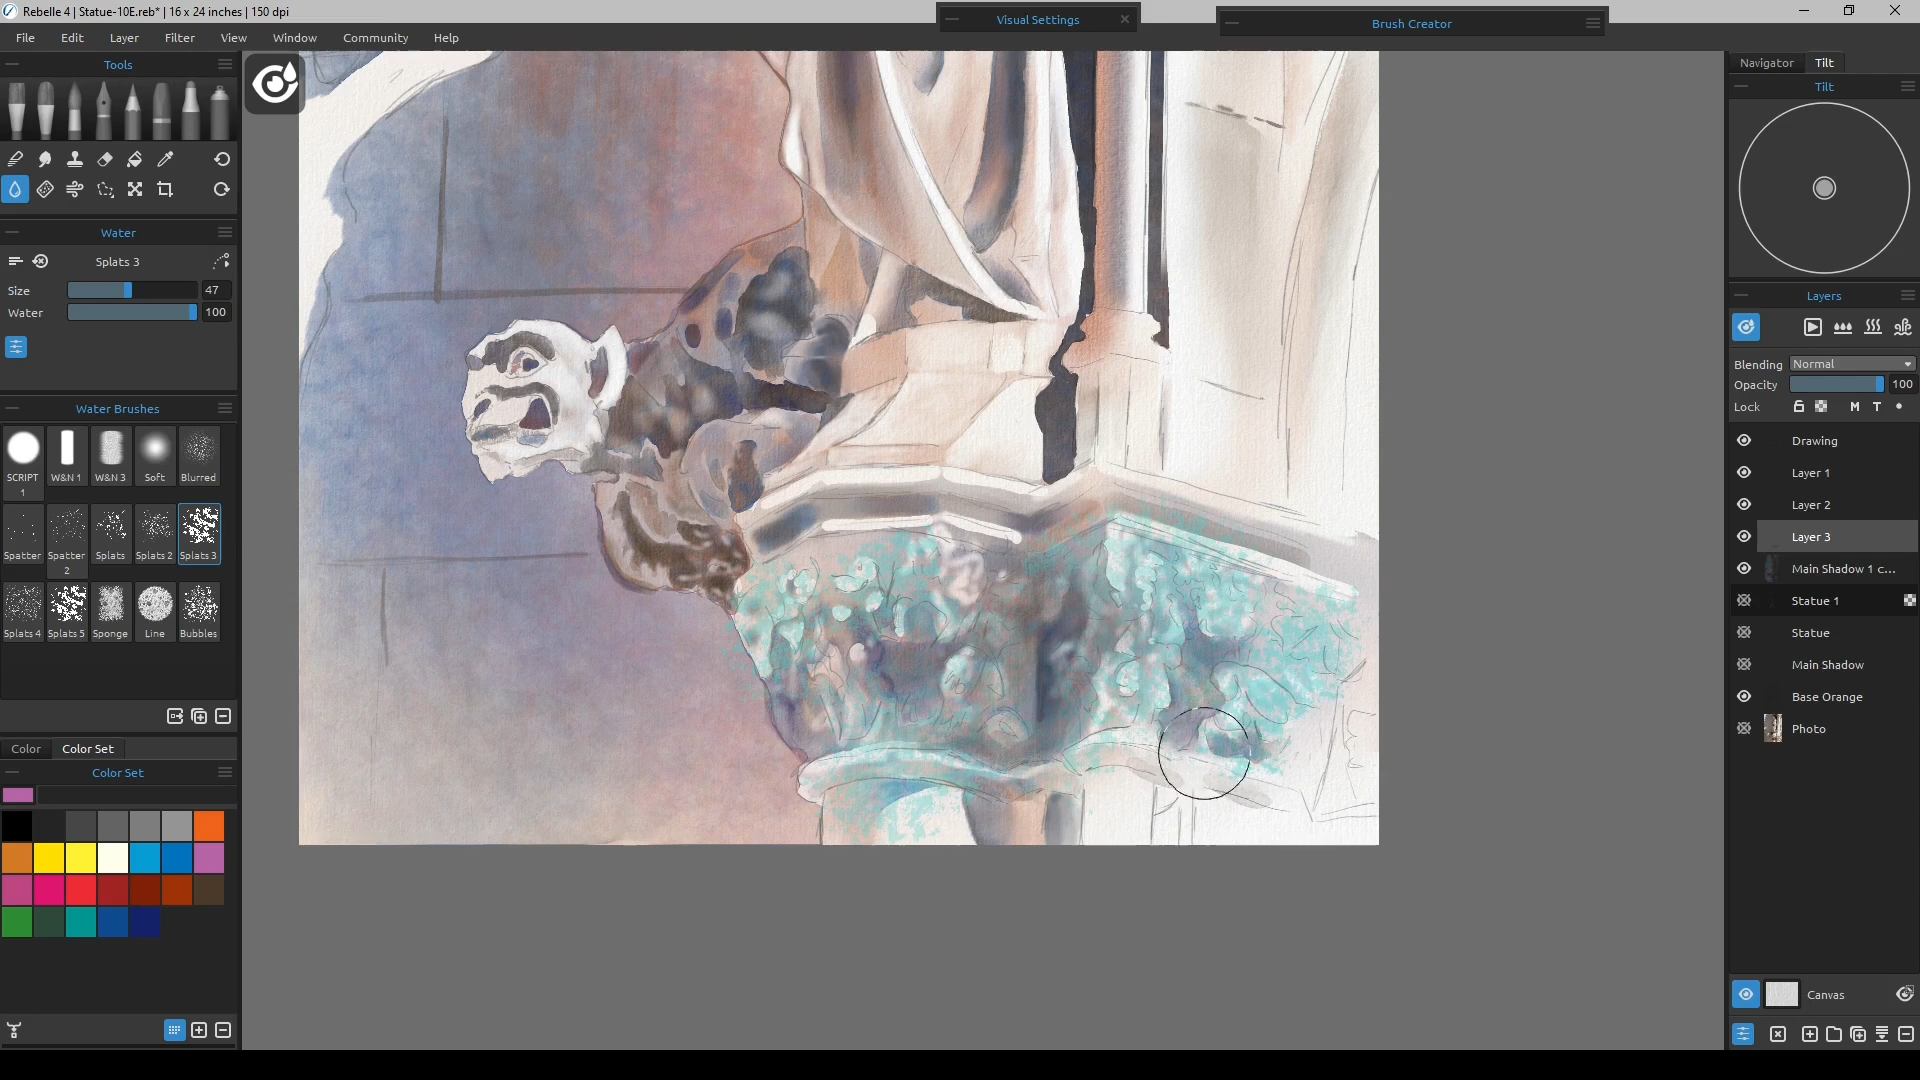 Rebelle 4 | Statue-10E.reb* | 16 x 24 inches | 150 dpi
Visual Settings
Brush Creator
File Edit Layer Filter View Window Community Help
Tools
Water
Splats 3
Size 47
Water 100
Water Brushes
SCRIPT 1 W&N 1 W&N 3 Soft Blurred
Spatter Spatter 2 Splats Splats 2 Splats 3
Splats 4 Splats 5 Sponge Line Bubbles
Color Color Set
Color Set
Navigator Tilt
Tilt
Layers
Blending Normal
Opacity 100
Lock M T
Drawing
Layer 1
Layer 2
Layer 3
Main Shadow 1 c...
Statue 1
Statue
Main Shadow
Base Orange
Photo
Canvas